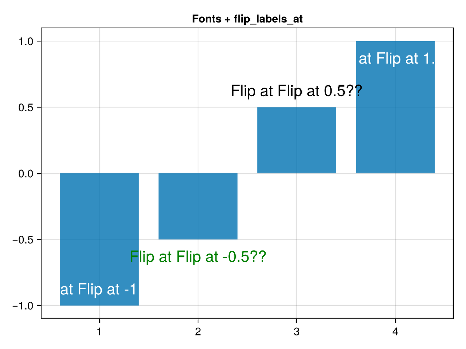 Fonts + flip_labels_at
1.0
at Flip at 1.
Flip at Flip at 0.5??
0.5
0.0
−0.5
Flip at Flip at -0.5??
at Flip at -1
−1.0
1 2 3 4